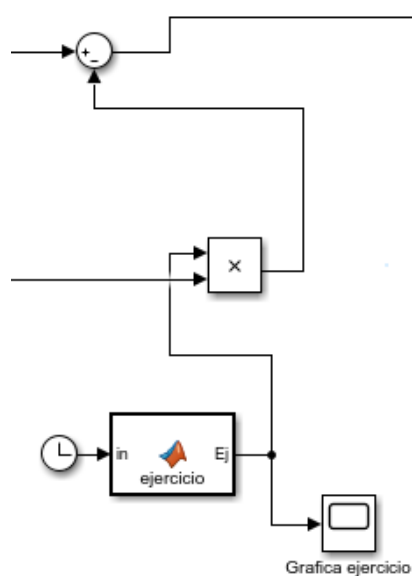 +
−
×
in
Ej
ejercicio
Grafica ejercicio